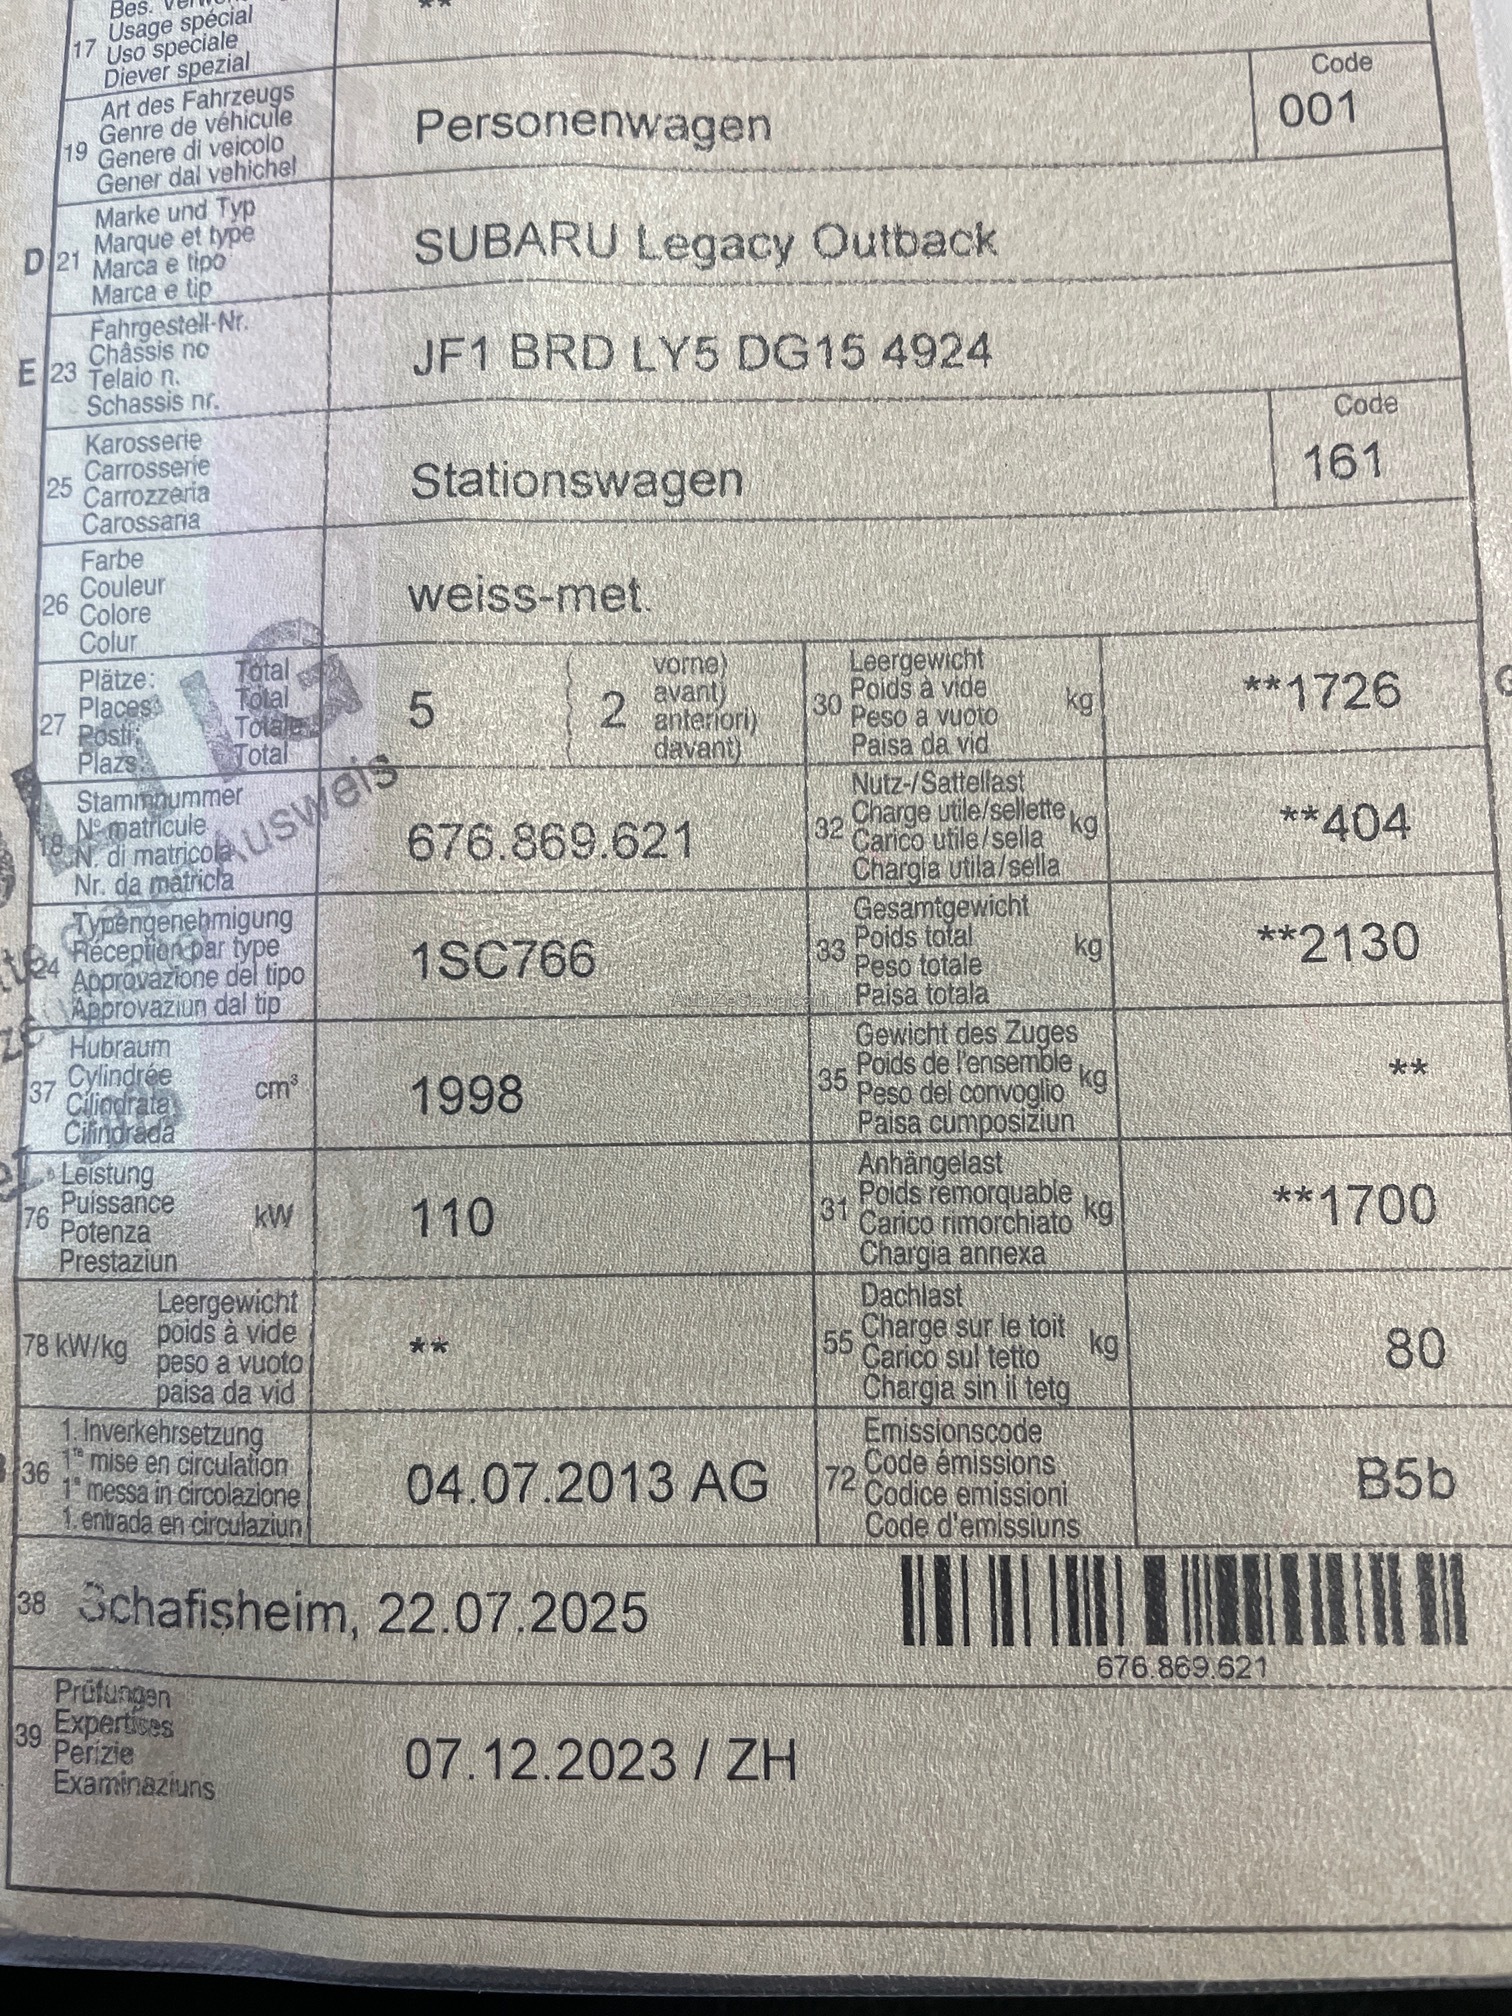 Bes.
**
17 Usage spécial
Uso speciale
Diever spezial
19 Art des Fahrzeugs
Genre de véhicule
Genere di veicolo
Gener dal vehichel
Personenwagen
Code
001
D 21 Marke und Typ
Marque et type
Marca e tipo
Marca e tip
SUBARU Legacy Outback
E 23 Fahrgestell-Nr.
Châssis no
Telaio n.
Schassis nr.
JF1 BRD LY5 DG15 4924
25 Karosserie
Carrosserie
Carrozzeria
Carossaria
Stationswagen
Code
161
26 Farbe
Couleur
Colore
Colur
weiss-met.
27 Plätze: Total
Places: Total
Posti: Totale
Plazs: Total
5
2
vorne)
avant)
anteriori)
davant)
30 Leergewicht
Poids à vide
Peso a vuoto
Paisa da vid
kg
**1726
Ausweis
18 Stammnummer
N° matricule
N. di matricola
Nr. da matricla
676.869.621
32 Nutz-/Sattellast
Charge utile/sellette
Carico utile/sella
Chargia utila/sella
kg
**404
24 Typengenehmigung
Réception par type
Approvazione del tipo
Approvaziun dal tip
1SC766
33 Gesamtgewicht
Poids total
Peso totale
Paisa totala
kg
**2130
37 Hubraum
Cylindrée
Cilindrata
Cilindrada
cm³
1998
35 Gewicht des Zuges
Poids de l'ensemble
Peso del convoglio
Paisa cumposiziun
kg
**
76 Leistung
Puissance
Potenza
Prestaziun
kW
110
31 Anhängelast
Poids remorquable
Carico rimorchiato
Chargia annexa
kg
**1700
78 kW/kg
Leergewicht
poids à vide
peso a vuoto
paisa da vid
**
55 Dachlast
Charge sur le toit
Carico sul tetto
Chargia sin il tetg
kg
80
36 1. Inverkehrsetzung
1re mise en circulation
1a messa in circolazione
1. entrada en circulaziun
04.07.2013 AG
72 Emissionscode
Code émissions
Codice emissioni
Code d'emissiuns
B5b
38 Schafisheim, 22.07.2025
676.869.621
39 Prüfungen
Expertises
Perizie
Examinaziuns
07.12.2023 / ZH